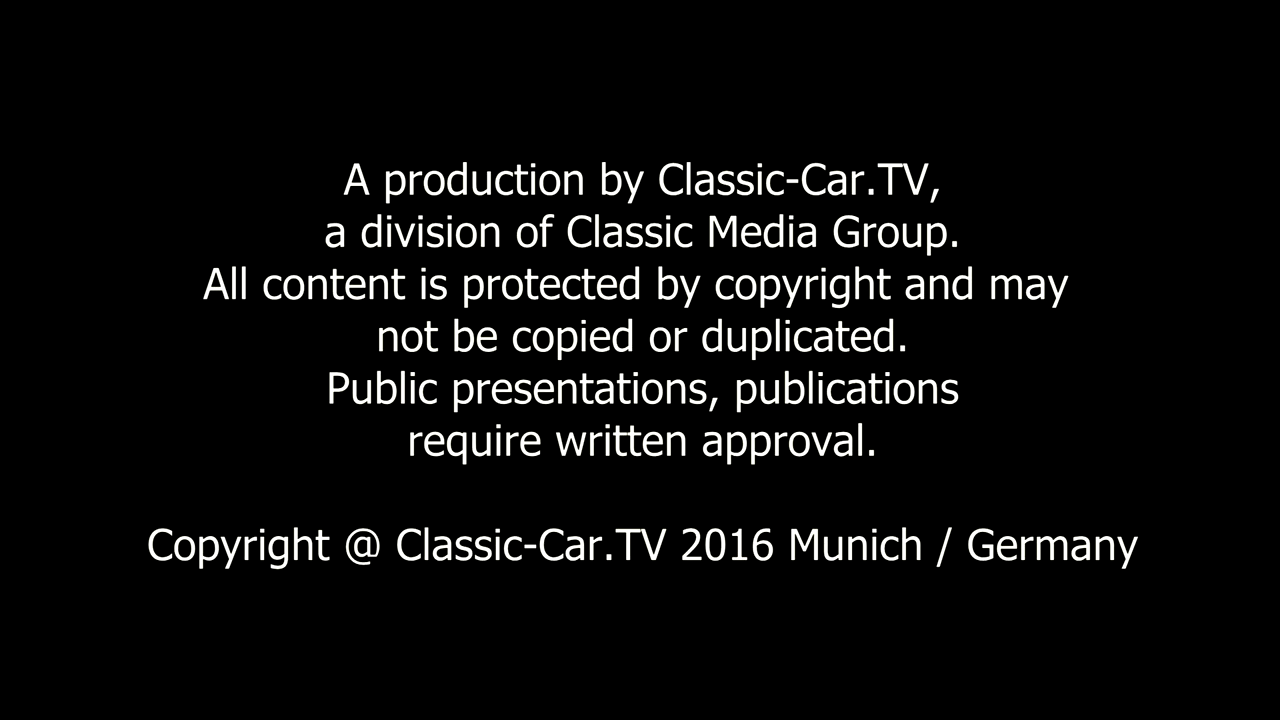 A production by Classic-Car.TV,
a division of Classic Media Group.
All content is protected by copyright and may
not be copied or duplicated.
Public presentations, publications
require written approval.
Copyright @ Classic-Car.TV 2016 Munich / Germany